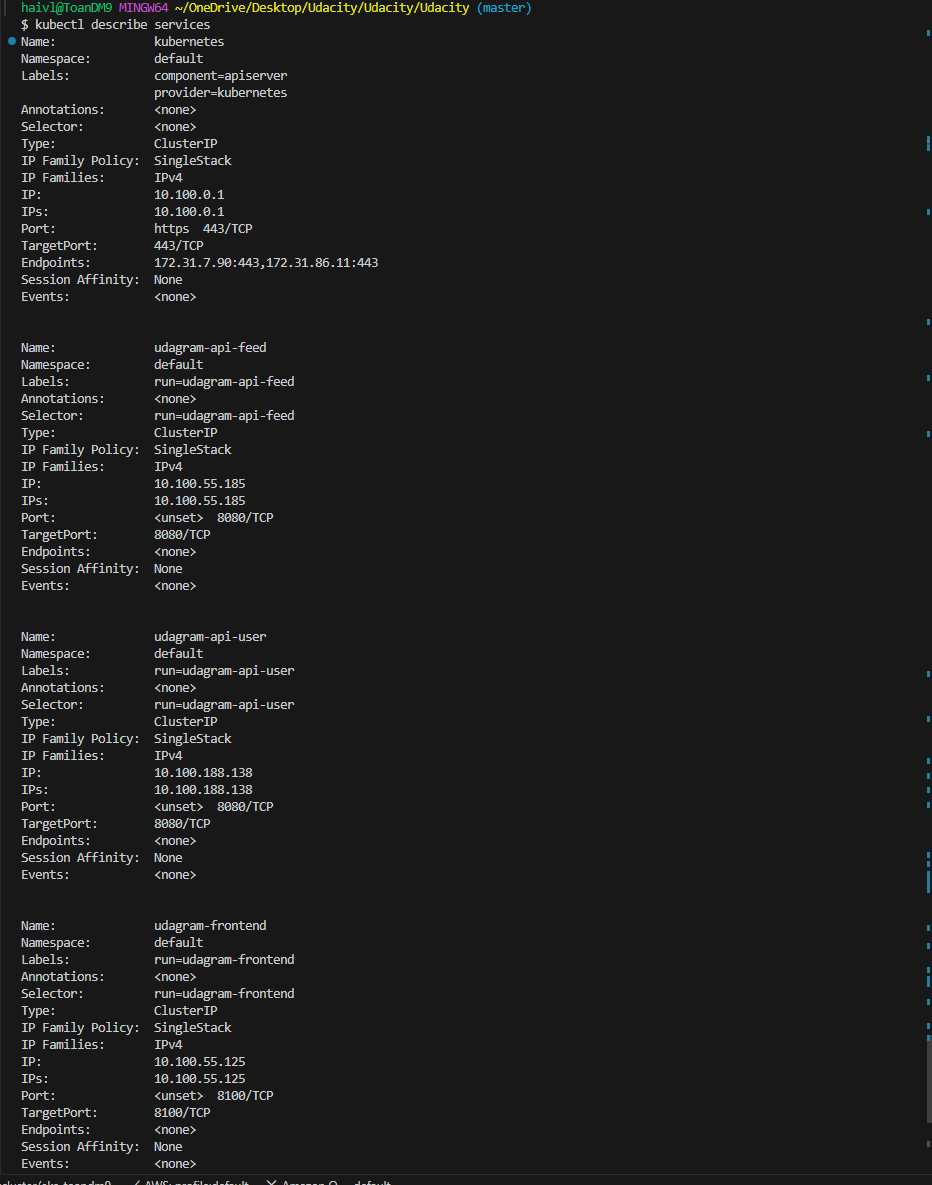 haivl@ToanDM9 MINGW64 ~/OneDrive/Desktop/Udacity/Udacity/Udacity (master)
$ kubectl describe services
Name:              kubernetes
Namespace:         default
Labels:            component=apiserver
                   provider=kubernetes
Annotations:       <none>
Selector:          <none>
Type:              ClusterIP
IP Family Policy:  SingleStack
IP Families:       IPv4
IP:                10.100.0.1
IPs:               10.100.0.1
Port:              https  443/TCP
TargetPort:        443/TCP
Endpoints:         172.31.7.90:443,172.31.86.11:443
Session Affinity:  None
Events:            <none>
Name:              udagram-api-feed
Namespace:         default
Labels:            run=udagram-api-feed
Annotations:       <none>
Selector:          run=udagram-api-feed
Type:              ClusterIP
IP Family Policy:  SingleStack
IP Families:       IPv4
IP:                10.100.55.185
IPs:               10.100.55.185
Port:              <unset>  8080/TCP
TargetPort:        8080/TCP
Endpoints:         <none>
Session Affinity:  None
Events:            <none>
Name:              udagram-api-user
Namespace:         default
Labels:            run=udagram-api-user
Annotations:       <none>
Selector:          run=udagram-api-user
Type:              ClusterIP
IP Family Policy:  SingleStack
IP Families:       IPv4
IP:                10.100.188.138
IPs:               10.100.188.138
Port:              <unset>  8080/TCP
TargetPort:        8080/TCP
Endpoints:         <none>
Session Affinity:  None
Events:            <none>
Name:              udagram-frontend
Namespace:         default
Labels:            run=udagram-frontend
Annotations:       <none>
Selector:          run=udagram-frontend
Type:              ClusterIP
IP Family Policy:  SingleStack
IP Families:       IPv4
IP:                10.100.55.125
IPs:               10.100.55.125
Port:              <unset>  8100/TCP
TargetPort:        8100/TCP
Endpoints:         <none>
Session Affinity:  None
Events:            <none>
AWS: profile:default Amazon Q default